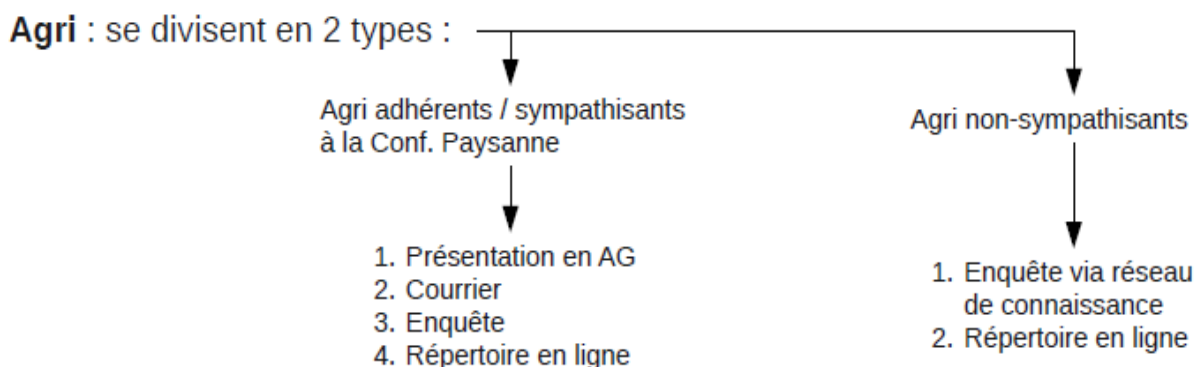 Agri : se divisent en 2 types :
Agri adhérents / sympathisants
à la Conf. Paysanne
1. Présentation en AG
2. Courrier
3. Enquête
4. Répertoire en ligne
Agri non-sympathisants
1. Enquête via réseau
de connaissance
2. Répertoire en ligne